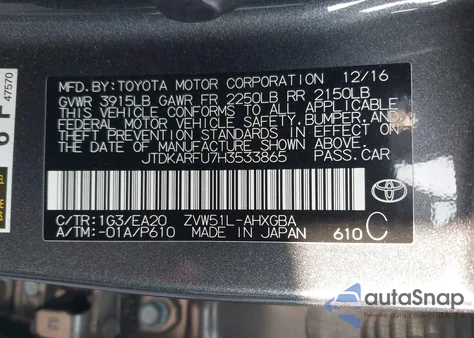 47570
MFD.BY:TOYOTA MOTOR CORPORATION 12/16
GVWR 3915LB GAWR FR 2250LB RR 2150LB
THIS VEHICLE CONFORMS TO ALL APPLICABLE
FEDERAL MOTOR VEHICLE SAFETY,BUMPER,AND
THEFT PREVENTION STANDARDS IN EFFECT ON
THE DATE OF MANUFACTURE SHOWN ABOVE.
JTDKARFU7H3533865 PASS.CAR
C/TR:1G3/EA20 ZVW51L-AHXGBA
A/TM:-01A/P610 MADE IN JAPAN 610 C
TOYOTA
autoSnap